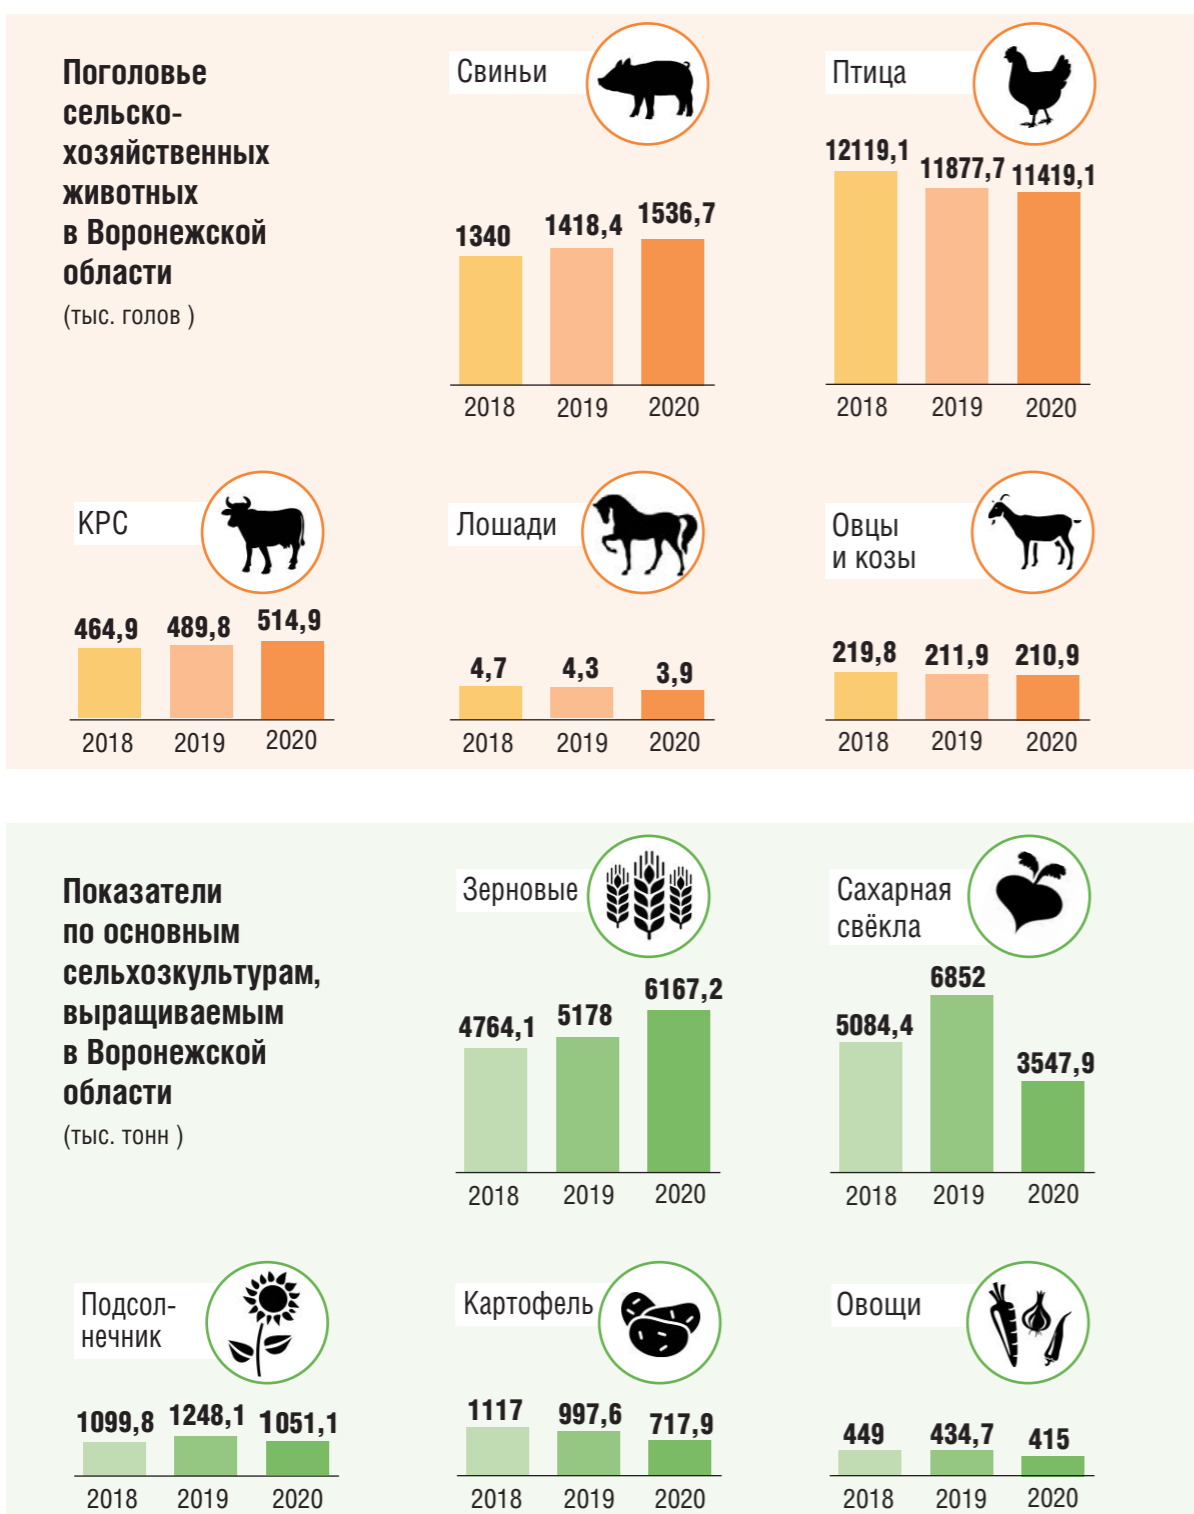 Поголовье
сельско-
хозяйственных
животных
в Воронежской
области
(тыс. голов )
Свиньи
1340
1418,4
1536,7
2018
2019
2020
Птица
12119,1
11877,7
11419,1
2018
2019
2020
КРС
464,9
489,8
514,9
2018
2019
2020
Лошади
4,7
4,3
3,9
2018
2019
2020
Овцы
и козы
219,8
211,9
210,9
2018
2019
2020
Показатели
по основным
сельхозкультурам,
выращиваемым
в Воронежской
области
(тыс. тонн )
Зерновые
4764,1
5178
6167,2
2018
2019
2020
Сахарная
свёкла
5084,4
6852
3547,9
2018
2019
2020
Подсол-
нечник
1099,8
1248,1
1051,1
2018
2019
2020
Картофель
1117
997,6
717,9
2018
2019
2020
Овощи
449
434,7
415
2018
2019
2020